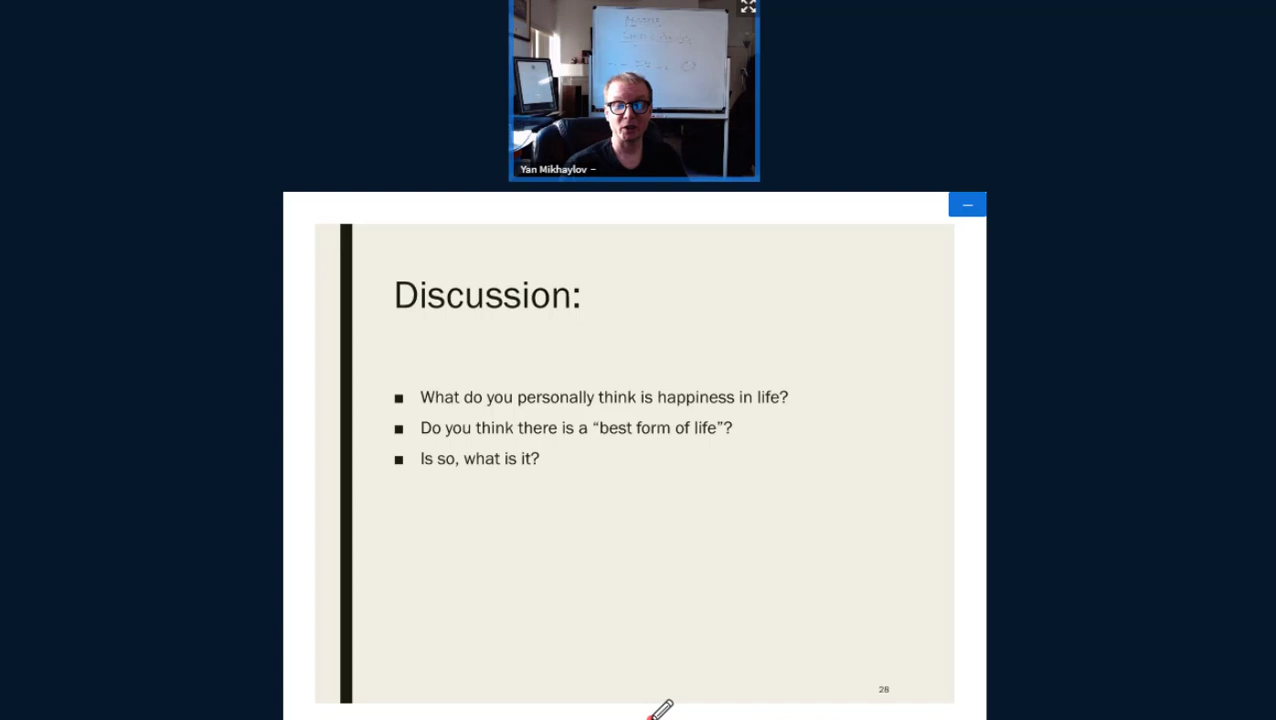 Yan Mikhaylov
Discussion:
■ What do you personally think is happiness in life?
■ Do you think there is a “best form of life”?
■ Is so, what is it?
28